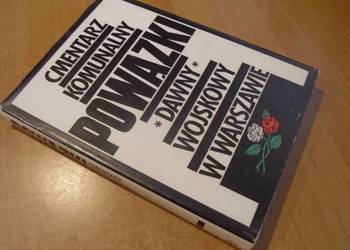 CMENTARZ
KOMUNALNY
POWĄZKI
*DAWNY*
WOJSKOWY
W WARSZAWIE